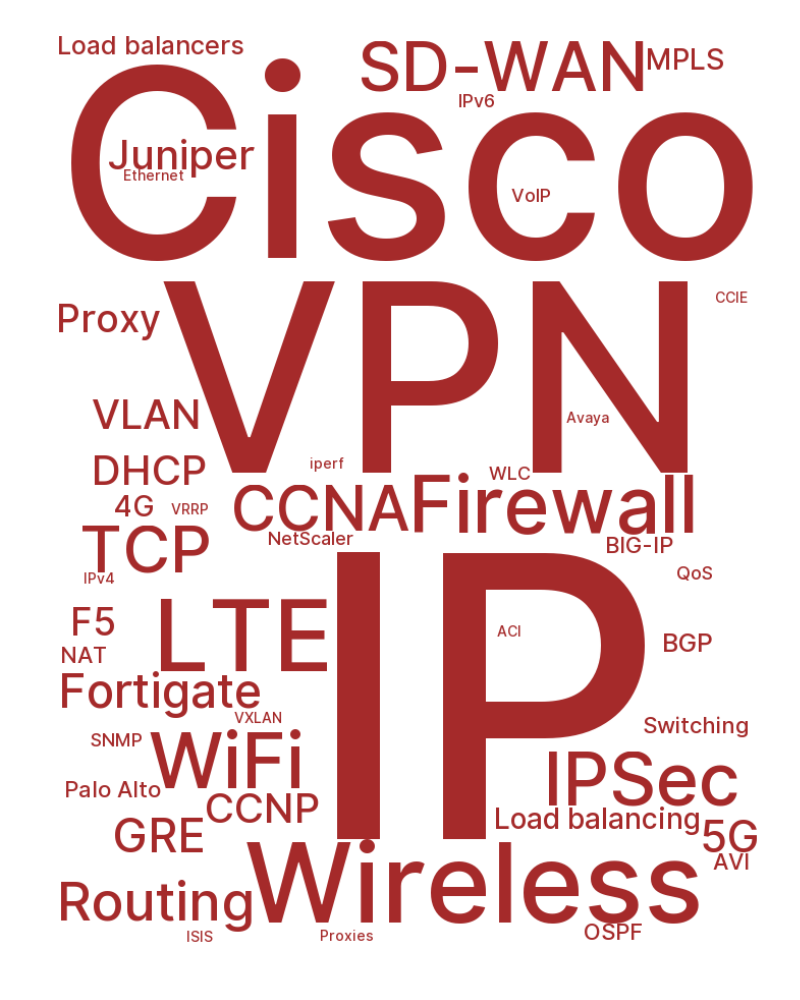 Load balancers
SD-WAN
MPLS
IPv6
Cisco
Juniper
Ethernet
VoIP
VPN
CCIE
Proxy
VLAN
Avaya
DHCP
iperf
WLC
4G
VRRP
CCNA
Firewall
TCP
NetScaler
BIG-IP
IPv4
QoS
IP
F5
LTE
ACI
NAT
BGP
Fortigate
VXLAN
Switching
SNMP
WiFi
IPSec
Palo Alto
CCNP
Load balancing
GRE
5G
AVI
Wireless
Routing
ISIS
Proxies
OSPF